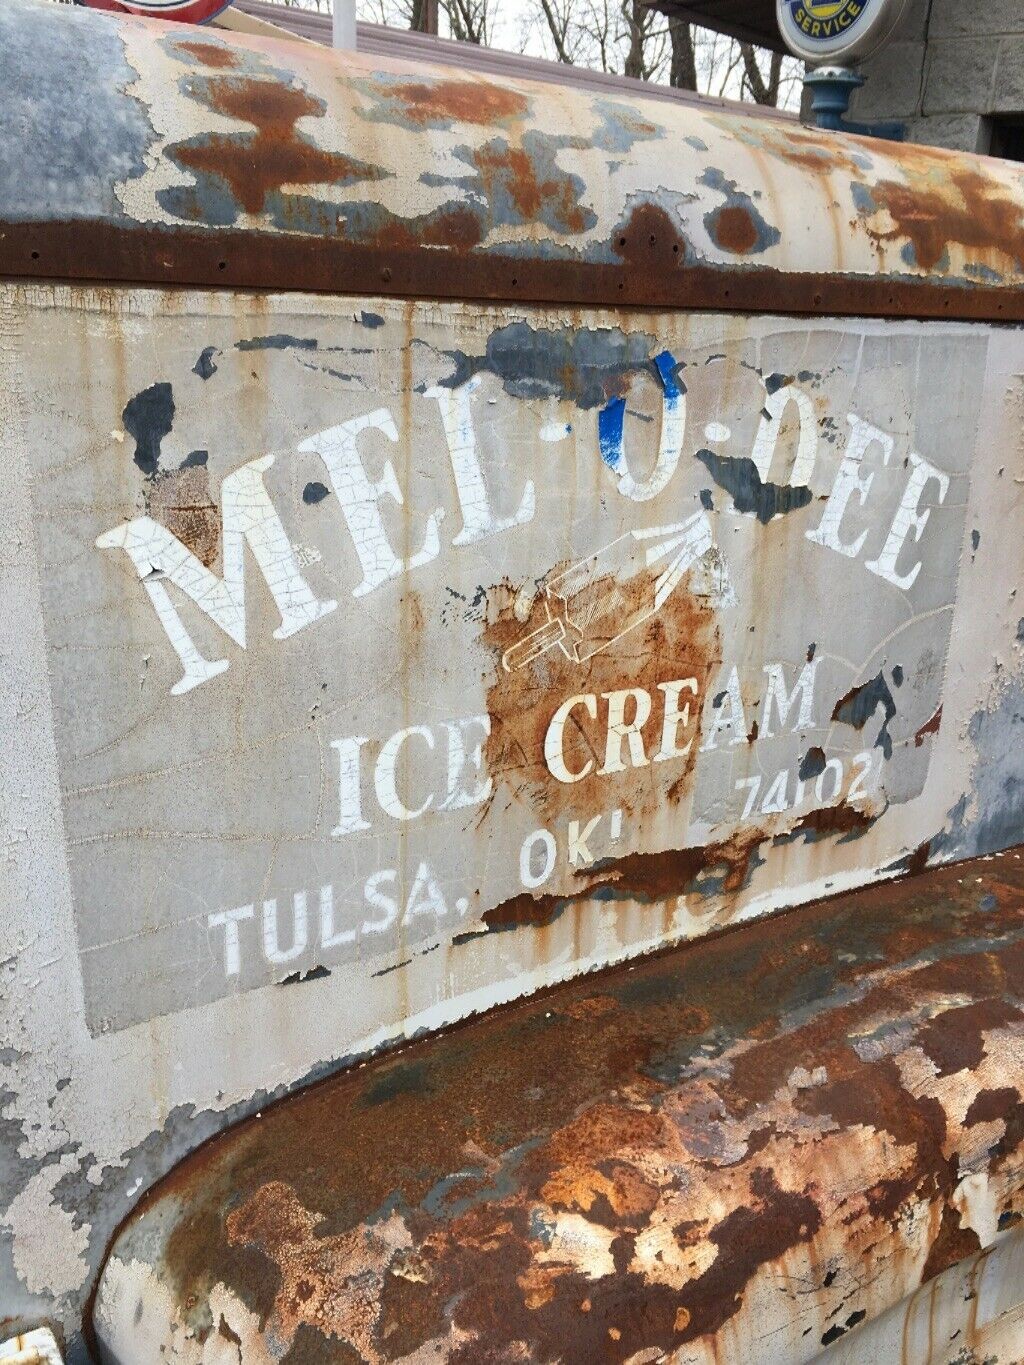 SERVICE
MEL·O·DEE
ICE CREAM
TULSA, OK! 74102